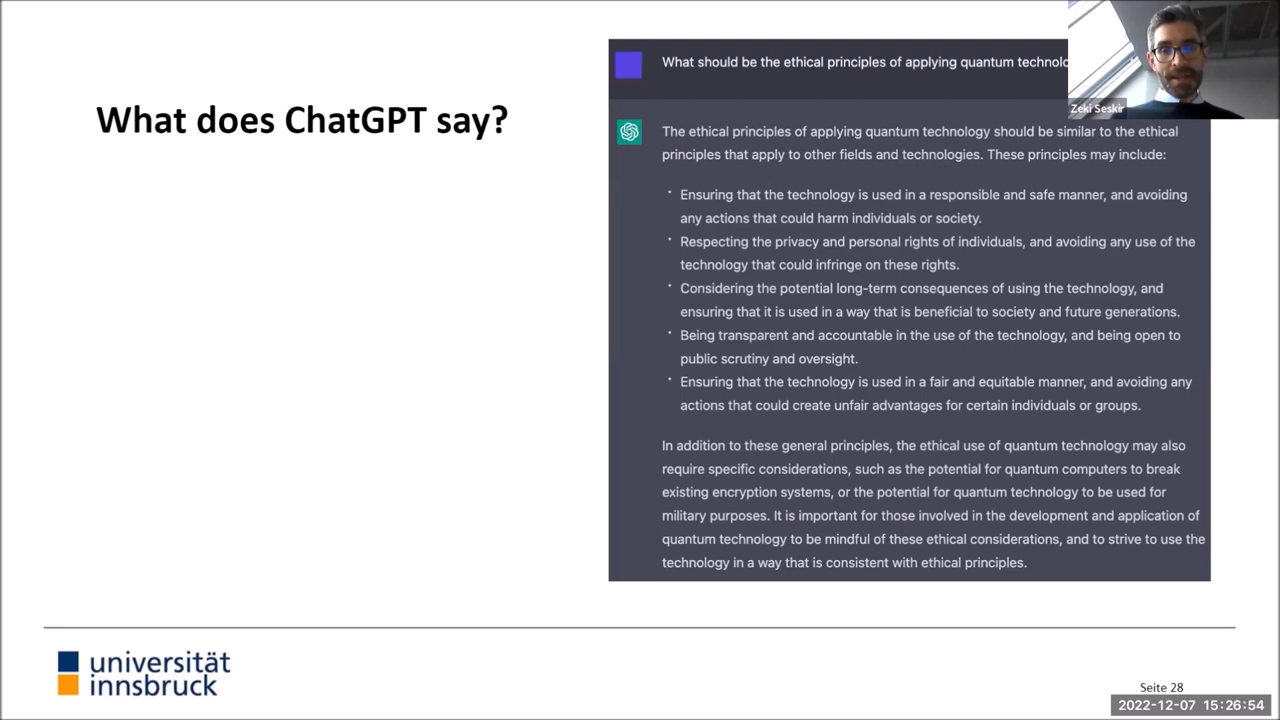 What does ChatGPT say?
What should be the ethical principles of applying quantum
Zeki Seskir
The ethical principles of applying quantum technology should be similar to the ethical
principles that apply to other fields and technologies. These principles may include:
• Ensuring that the technology is used in a responsible and safe manner, and avoiding
any actions that could harm individuals or society.
• Respecting the privacy and personal rights of individuals, and avoiding any use of the
technology that could infringe on these rights.
• Considering the potential long-term consequences of using the technology, and
ensuring that it is used in a way that is beneficial to society and future generations.
• Being transparent and accountable in the use of the technology, and being open to
public scrutiny and oversight.
• Ensuring that the technology is used in a fair and equitable manner, and avoiding any
actions that could create unfair advantages for certain individuals or groups.
In addition to these general principles, the ethical use of quantum technology may also
require specific considerations, such as the potential for quantum computers to break
existing encryption systems, or the potential for quantum technology to be used for
military purposes. It is important for those involved in the development and application of
quantum technology to be mindful of these ethical considerations, and to strive to use the
technology in a way that is consistent with ethical principles.
universität
innsbruck
Seite 28
2022-12-07 15:26:54